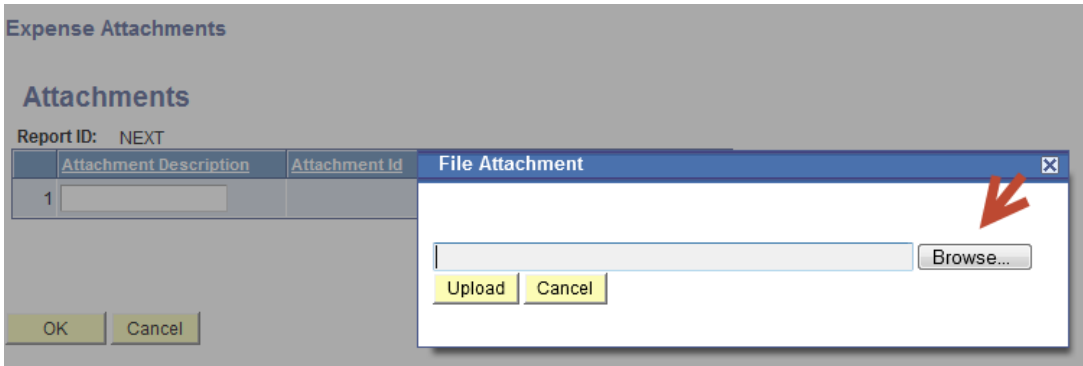 Expense Attachments
Attachments
Report ID: NEXT
Attachment Description Attachment Id
1
File Attachment
Browse...
Upload Cancel
OK Cancel